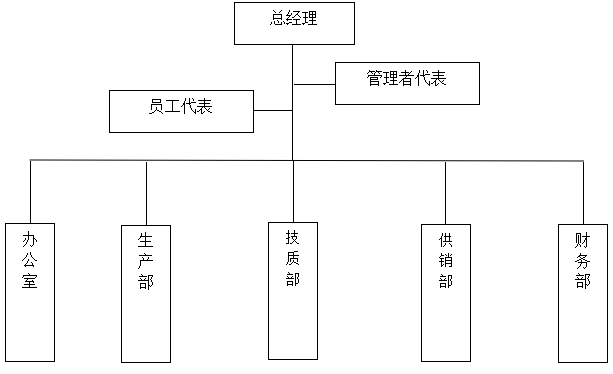 总经理
管理者代表
员工代表
办公室
生产部
技质部
供销部
财务部